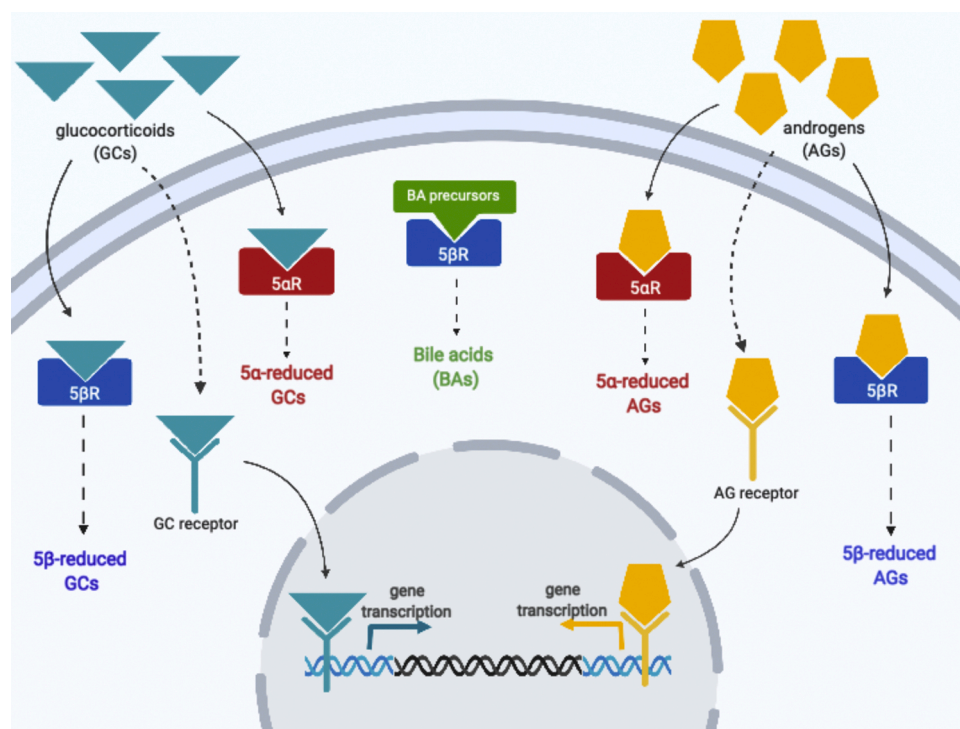 glucocorticoids
(GCs)
androgens
(AGs)
BA precursors
5βR
5αR
5αR
5βR
5βR
Bile acids
(BAs)
5α-reduced
GCs
5α-reduced
AGs
GC receptor
AG receptor
5β-reduced
GCs
5β-reduced
AGs
gene
transcription
gene
transcription